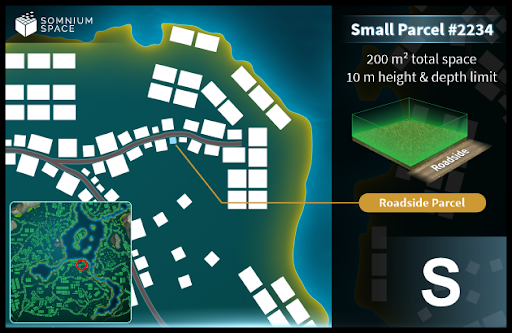 SOMNIUM
SPACE
Small Parcel #2234
200 m² total space
10 m height & depth limit
Roadside
Roadside Parcel
S